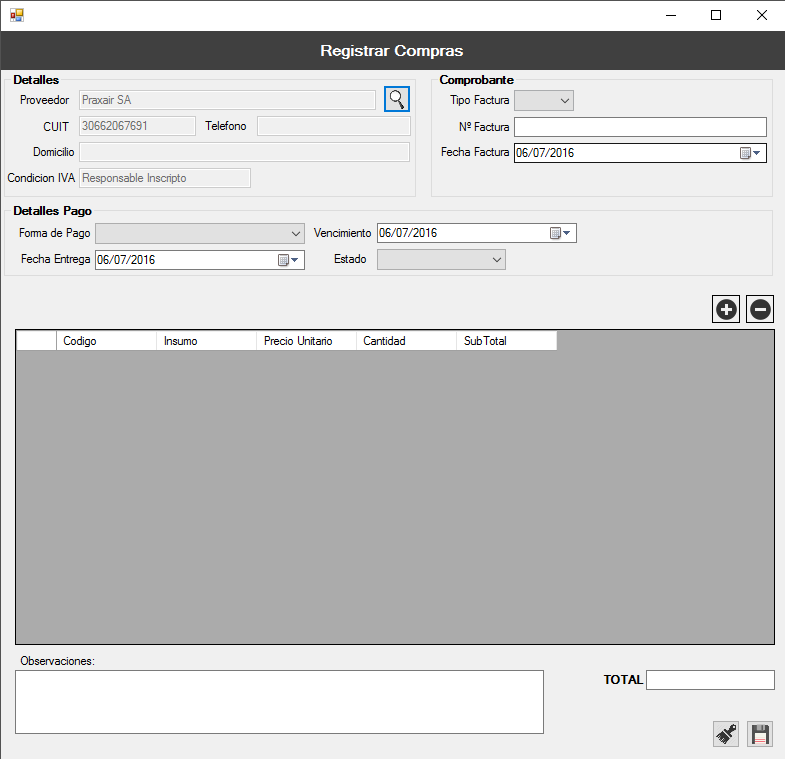 Registrar Compras
Detalles
Proveedor Praxair SA
CUIT 30662067691 Telefono
Domicilio
Condicion IVA Responsable Inscripto
Comprobante
Tipo Factura
Nº Factura
Fecha Factura 06/07/2016
Detalles Pago
Forma de Pago Vencimiento 06/07/2016
Fecha Entrega 06/07/2016 Estado
Codigo Insumo Precio Unitario Cantidad SubTotal
Observaciones:
TOTAL